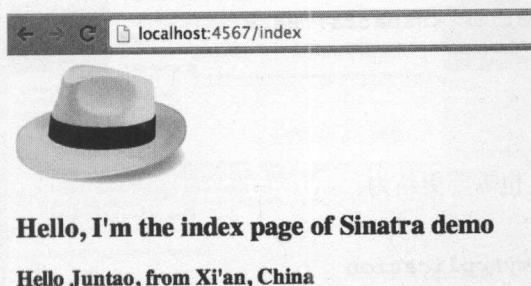 localhost:4567/index
Hello, I'm the index page of Sinatra demo
Hello Juntao, from Xi'an, China